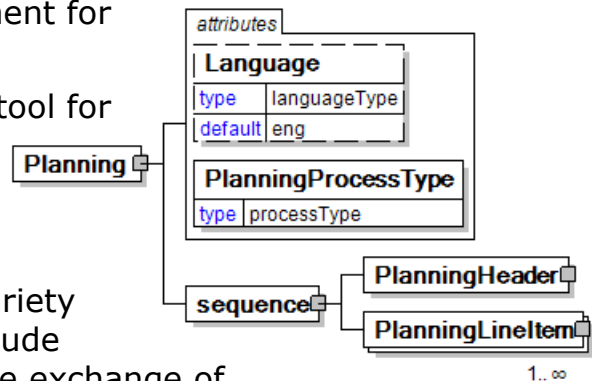 ment for
tool for
riety
ude
e exchange of
attributes
Language
type languageType
default eng
Planning
PlanningProcessType
type processType
sequence
PlanningHeader
PlanningLineItem
1..∞